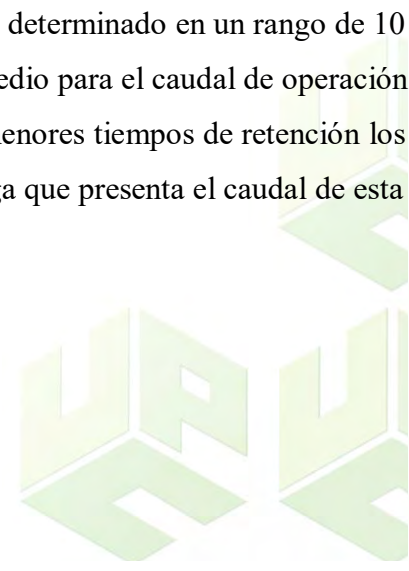 determinado en un rango de 10
edio para el caudal de operación
enores tiempos de retención los
a que presenta el caudal de esta